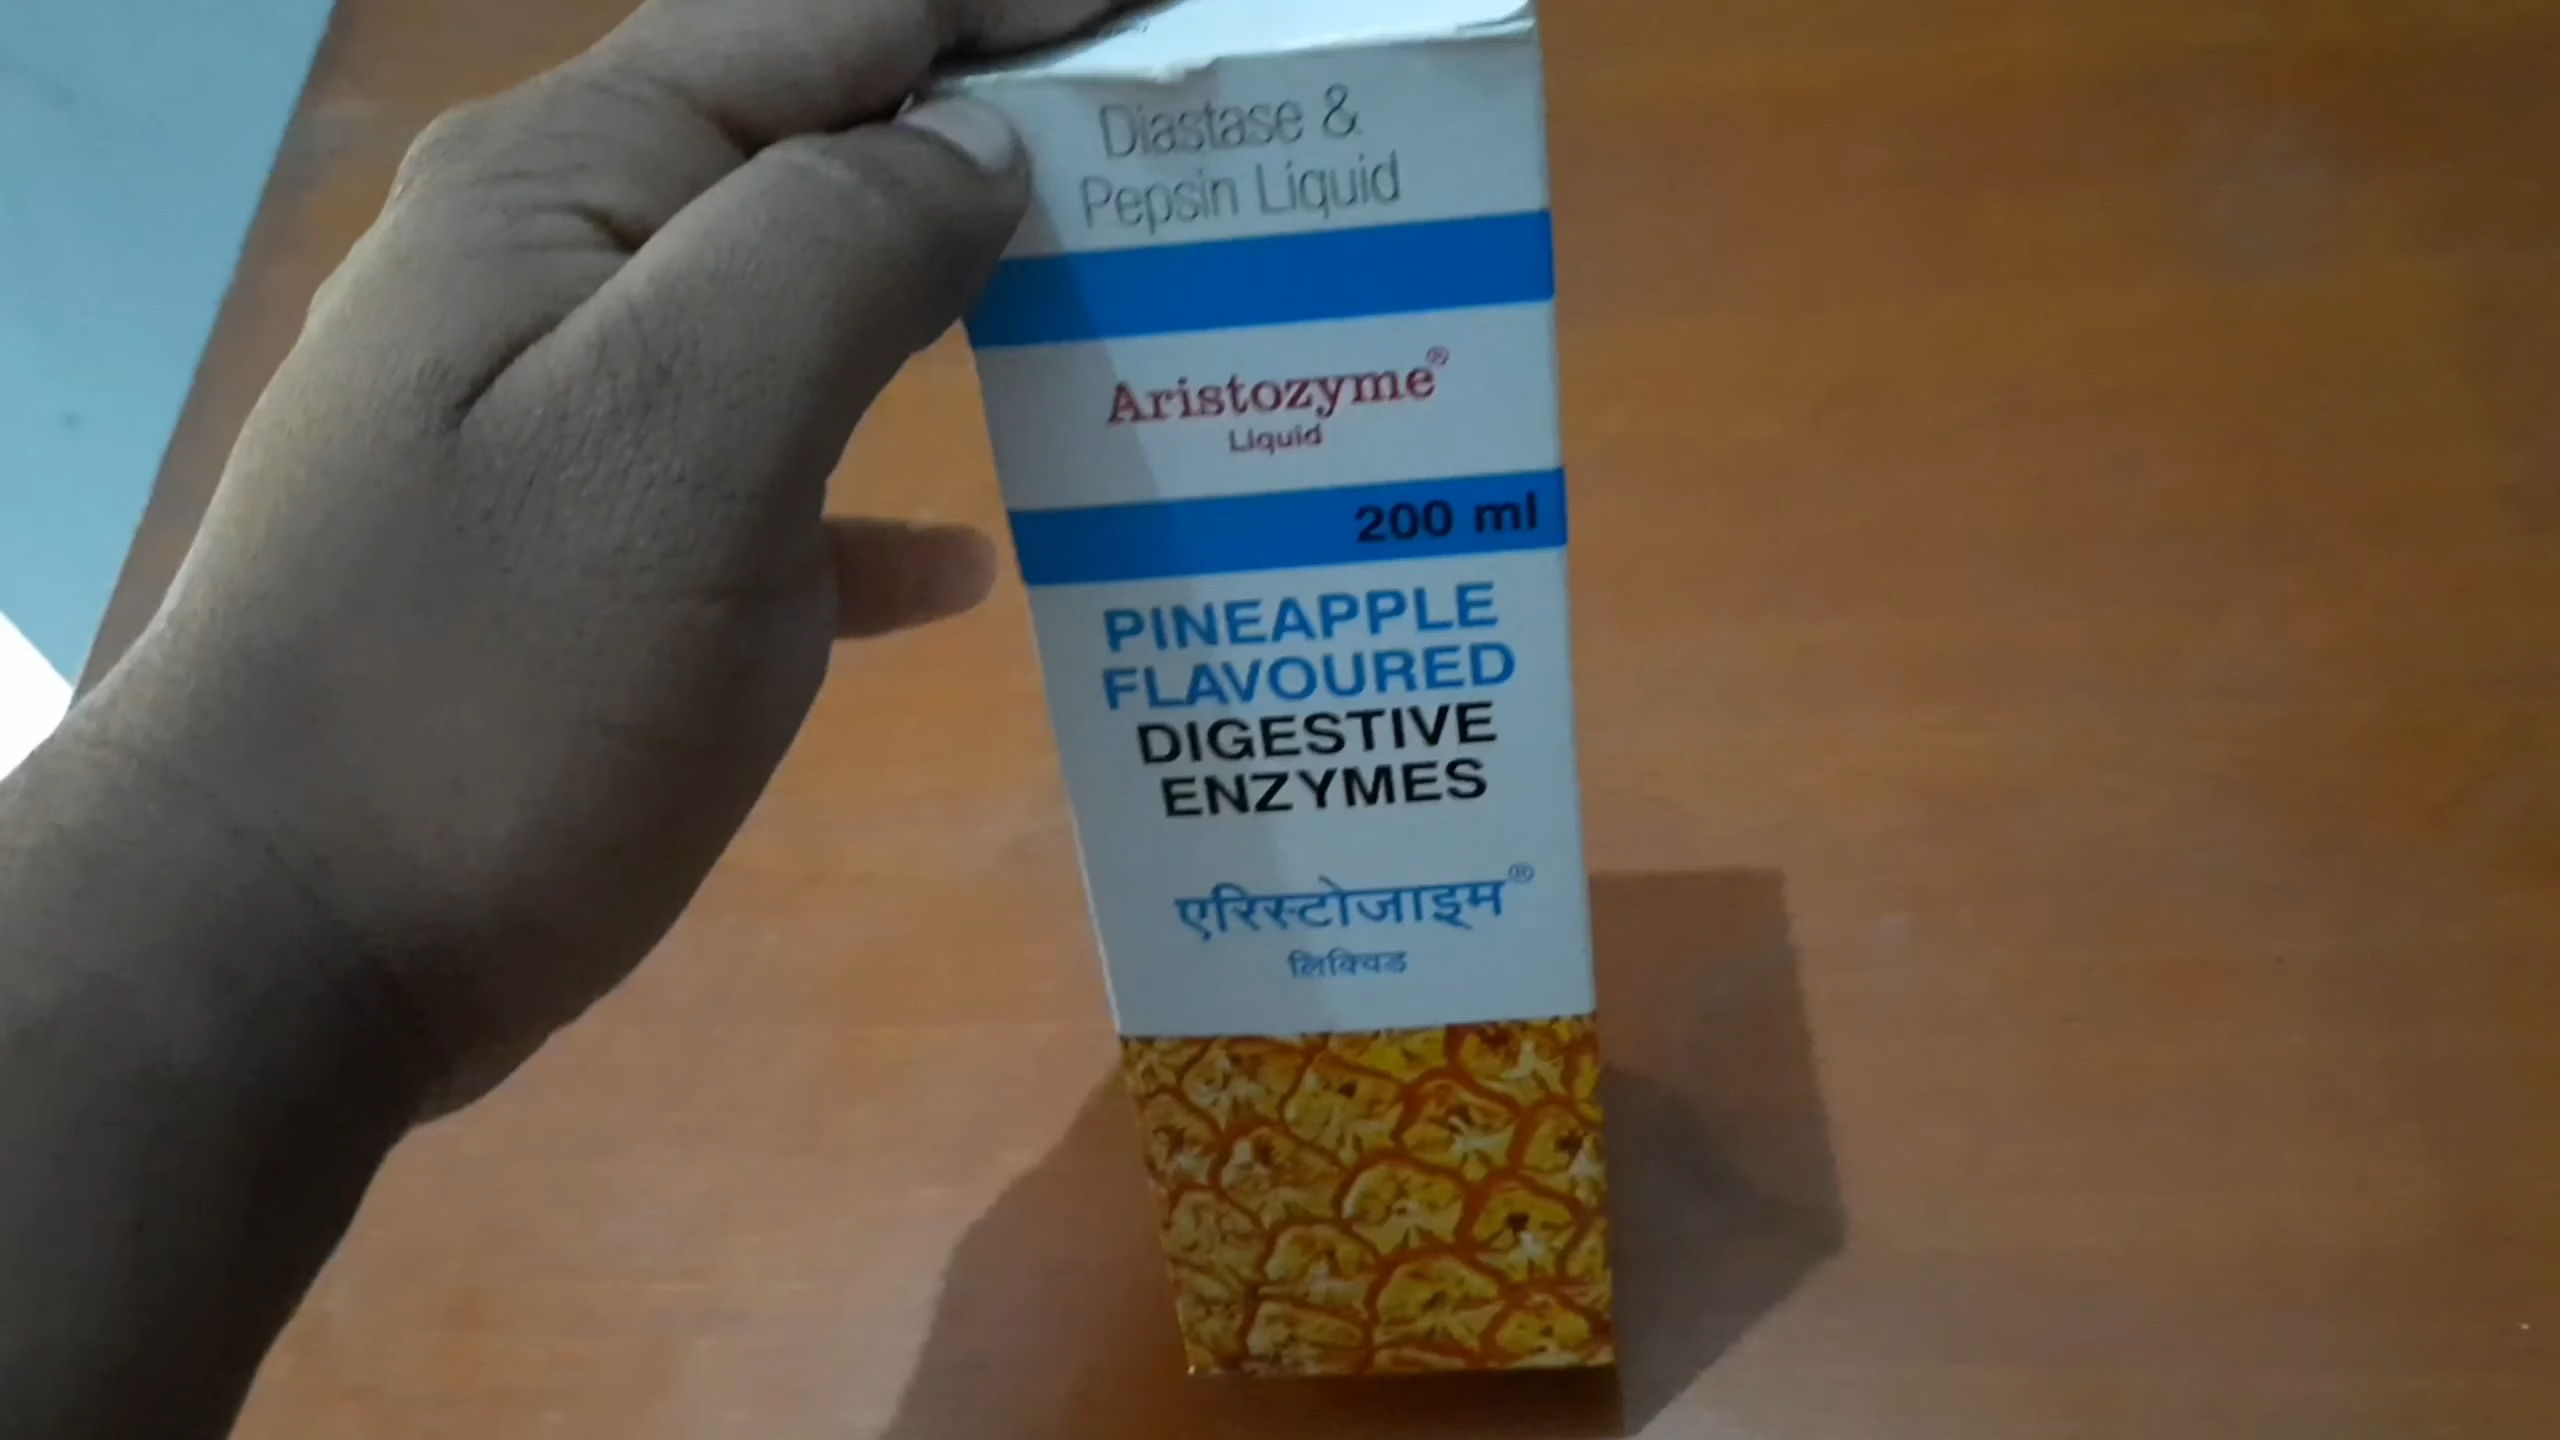 Diastase &
Pepsin Liquid
Aristozyme®
Liquid
200 ml
PINEAPPLE
FLAVOURED
DIGESTIVE
ENZYMES
एरिस्टोजाइम®
लिक्विड